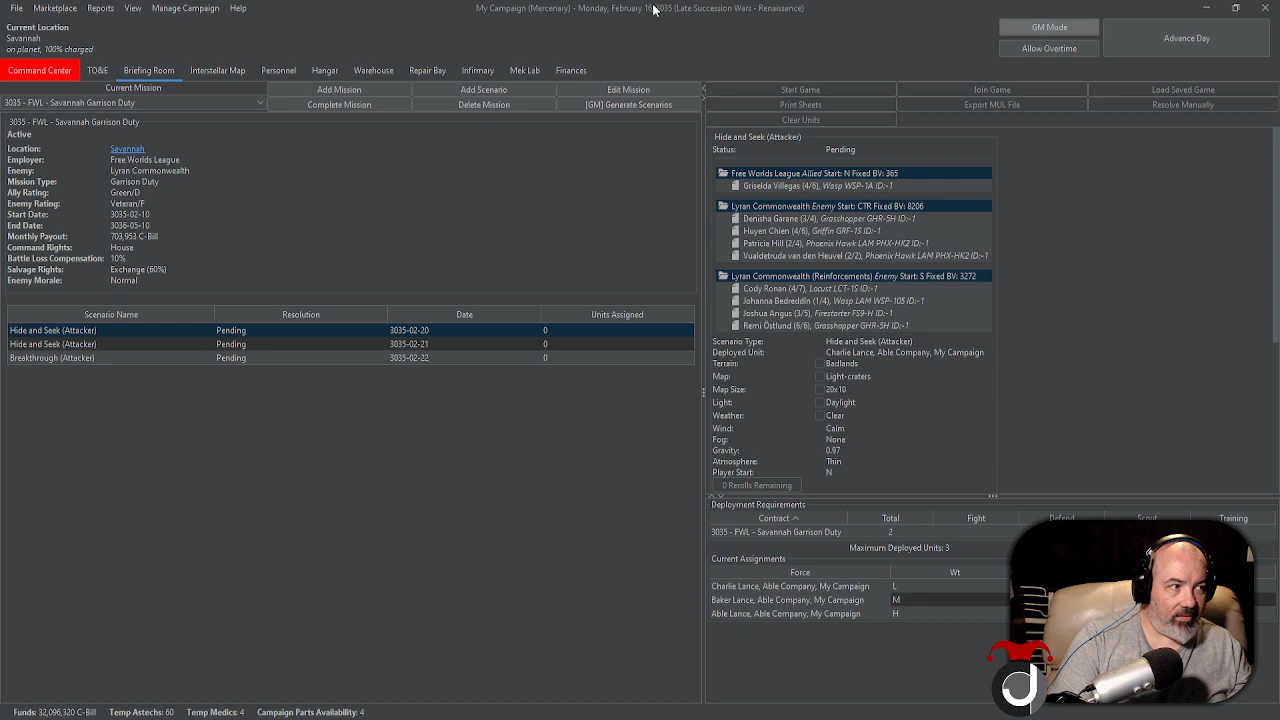 File Marketplace Reports View Manage Campaign Help
My Campaign (Mercenary) - Monday, February 16, 3035 (Late Succession Wars - Renaissance)
Current Location
Savannah
on planet, 100% charged
GM Mode
Allow Overtime
Advance Day
Command Center TO&E Briefing Room Interstellar Map Personnel Hangar Warehouse Repair Bay Infirmary Mek Lab Finances
Current Mission
3035 - FWL - Savannah Garrison Duty
Add Mission Add Scenario Edit Mission
Complete Mission Delete Mission [GM] Generate Scenarios
3035 - FWL - Savannah Garrison Duty
Active
Location: Savannah
Employer: Free Worlds League
Enemy: Lyran Commonwealth
Mission Type: Garrison Duty
Ally Rating: Green/D
Enemy Rating: Veteran/F
Start Date: 3035-02-10
End Date: 3036-05-10
Monthly Payout: 703,953 C-Bill
Command Rights: House
Battle Loss Compensation: 10%
Salvage Rights: Exchange (60%)
Enemy Morale: Normal
Scenario Name Resolution Date Units Assigned
Hide and Seek (Attacker) Pending 3035-02-20 0
Hide and Seek (Attacker) Pending 3035-02-21 0
Breakthrough (Attacker) Pending 3035-02-22 0
Start Game Join Game Load Saved Game
Print Sheets Export MUL File Resolve Manually
Clear Units
Hide and Seek (Attacker)
Status: Pending
Free Worlds League Allied Start: N Fixed BV: 365
Griselda Villegas (4/6), Wasp WSP-1A ID:-1
Lyran Commonwealth Enemy Start: CTR Fixed BV: 8206
Denisha Garane (3/4), Grasshopper GHR-5H ID:-1
Huyen Chien (4/6), Griffin GRF-1S ID:-1
Patricia Hill (2/4), Phoenix Hawk LAM PHX-HK2 ID:-1
Vualdetruda van den Heuvel (2/2), Phoenix Hawk LAM PHX-HK2 ID:-1
Lyran Commonwealth (Reinforcements) Enemy Start: S Fixed BV: 3272
Cody Ronan (4/7), Locust LCT-1S ID:-1
Johanna Bedreddin (1/4), Wasp LAM WSP-105 ID:-1
Joshua Angus (3/5), Firestarter FS9-H ID:-1
Remi Östlund (6/6), Grasshopper GHR-5H ID:-1
Scenario Type: Hide and Seek (Attacker)
Deployed Unit: Charlie Lance, Able Company, My Campaign
Terrain: Badlands
Map: Light-craters
Map Size: 20x10
Light: Daylight
Weather: Clear
Wind: Calm
Fog: None
Gravity: 0.97
Atmosphere: Thin
Player Start: N
0 Rerolls Remaining
Deployment Requirements
Contract Total Fight Defend Scout Training
3035 - FWL - Savannah Garrison Duty 2
Maximum Deployed Units: 3
Current Assignments
Force Wt
Charlie Lance, Able Company, My Campaign L
Baker Lance, Able Company, My Campaign M
Able Lance, Able Company, My Campaign H
Funds: 32,096,320 C-Bill Temp Astechs: 60 Temp Medics: 4 Campaign Parts Availability: 4